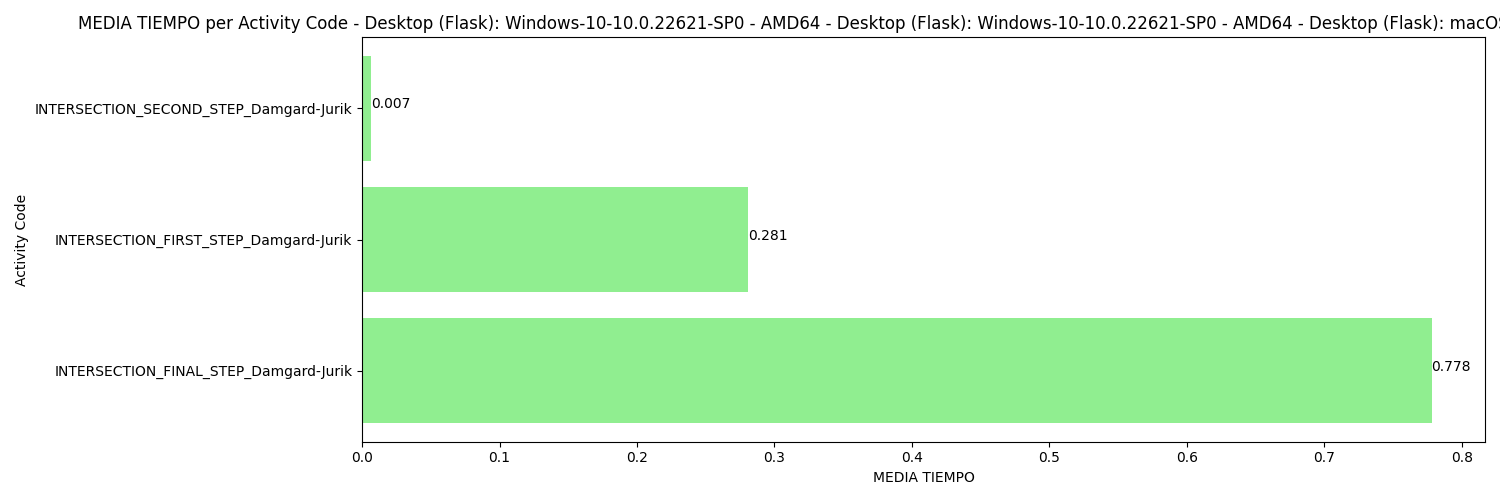 MEDIA TIEMPO per Activity Code - Desktop (Flask): Windows-10-10.0.22621-SP0 - AMD64 - Desktop (Flask): Windows-10-10.0.22621-SP0 - AMD64 - Desktop (Flask): macOS
INTERSECTION_SECOND_STEP_Damgard-Jurik
0.007
INTERSECTION_FIRST_STEP_Damgard-Jurik
0.281
INTERSECTION_FINAL_STEP_Damgard-Jurik
0.778
Activity Code
0.0 0.1 0.2 0.3 0.4 0.5 0.6 0.7 0.8
MEDIA TIEMPO